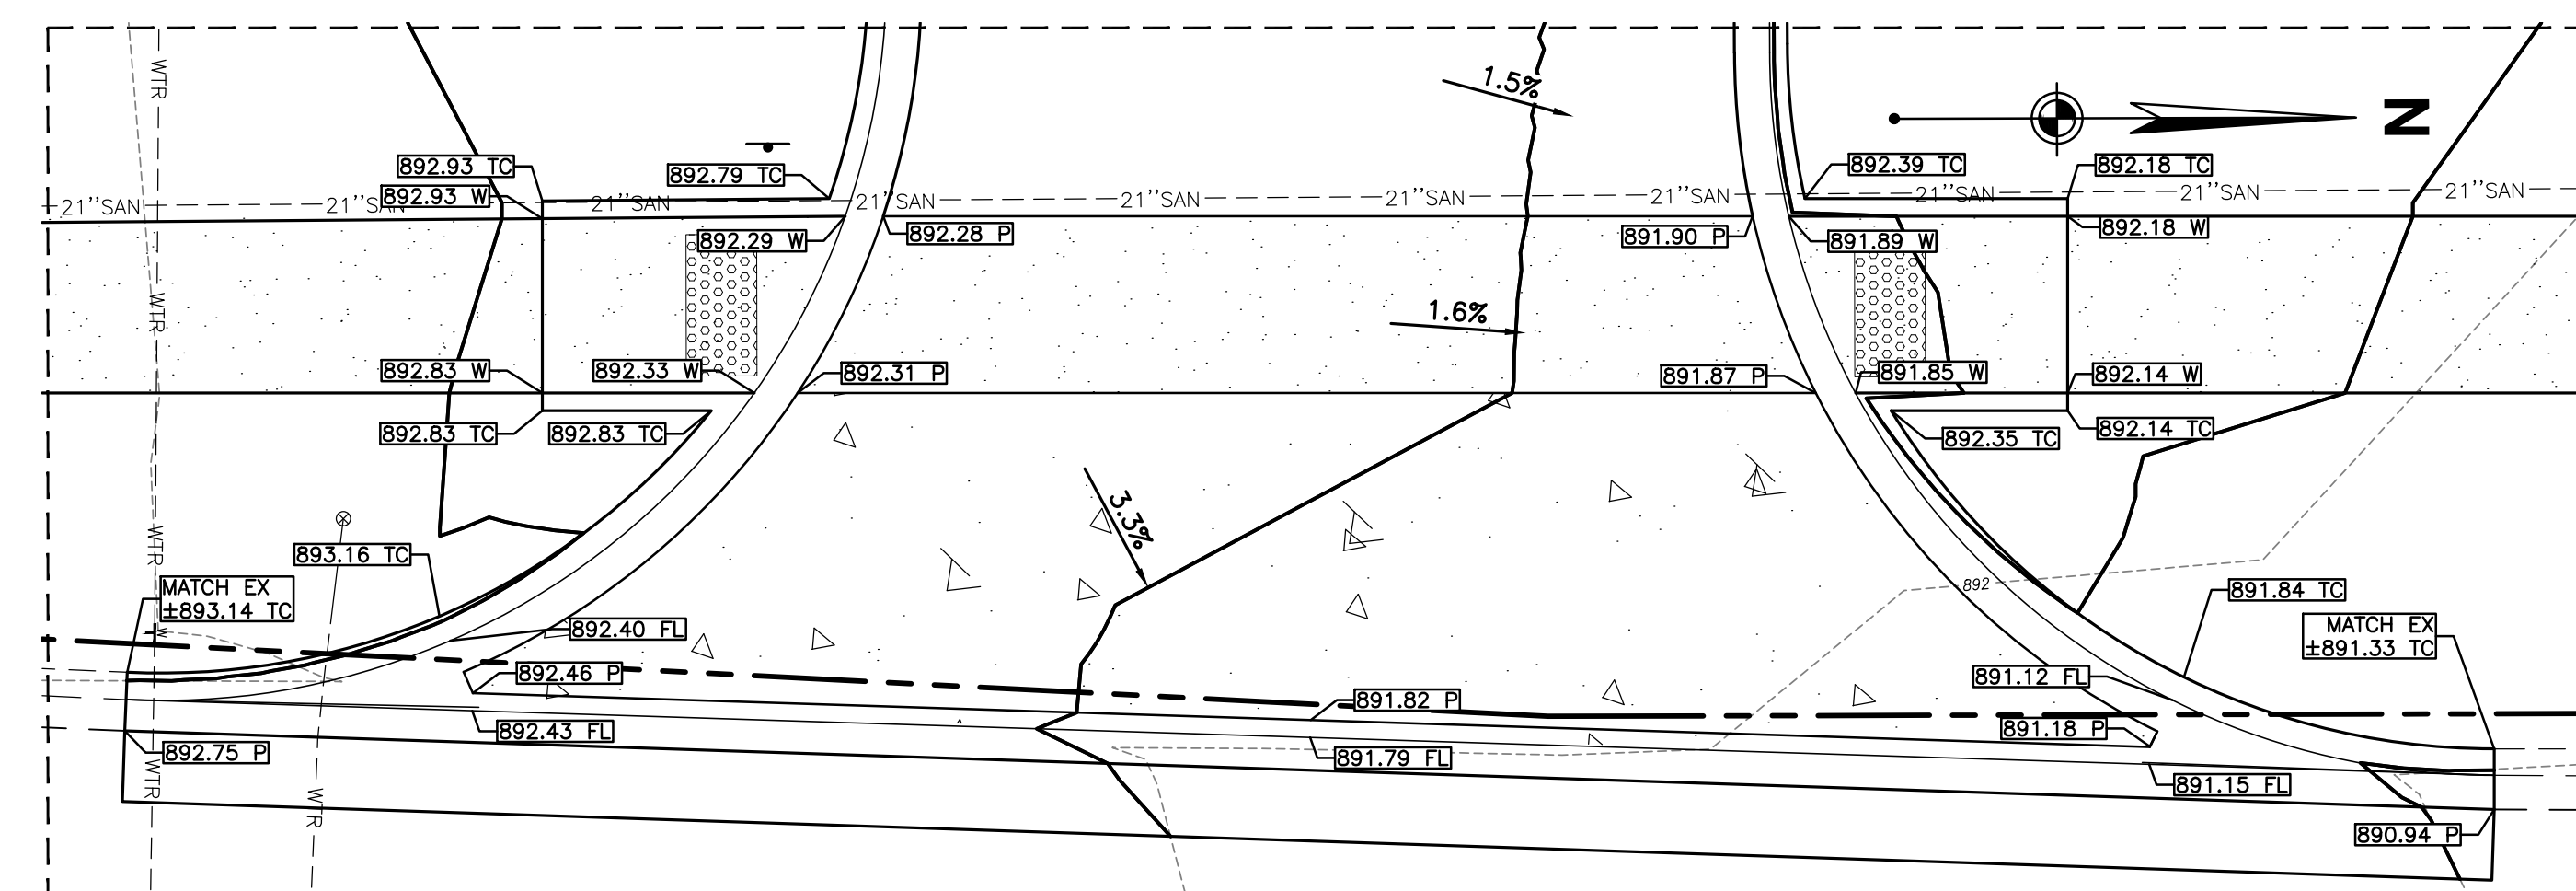 WTR
1.5%
N
892.93 TC
892.79 TC
892.39 TC
892.18 TC
892.93 W
21''SAN
21''SAN
21''SAN
21''SAN
21''SAN
21''SAN
21''SAN
21''SAN
21''SAN
21''SAN
892.29 W
892.28 P
891.90 P
891.89 W
892.18 W
WTR
1.6%
892.83 W
892.33 W
892.31 P
891.87 P
891.85 W
892.14 W
892.83 TC
892.83 TC
892.35 TC
892.14 TC
3.3%
WTR
893.16 TC
892
891.84 TC
MATCH EX
±893.14 TC
W
892.40 FL
MATCH EX
±891.33 TC
892.46 P
891.12 FL
891.82 P
892.43 FL
891.18 P
892.75 P
891.79 FL
WTR
891.15 FL
WTR
890.94 P